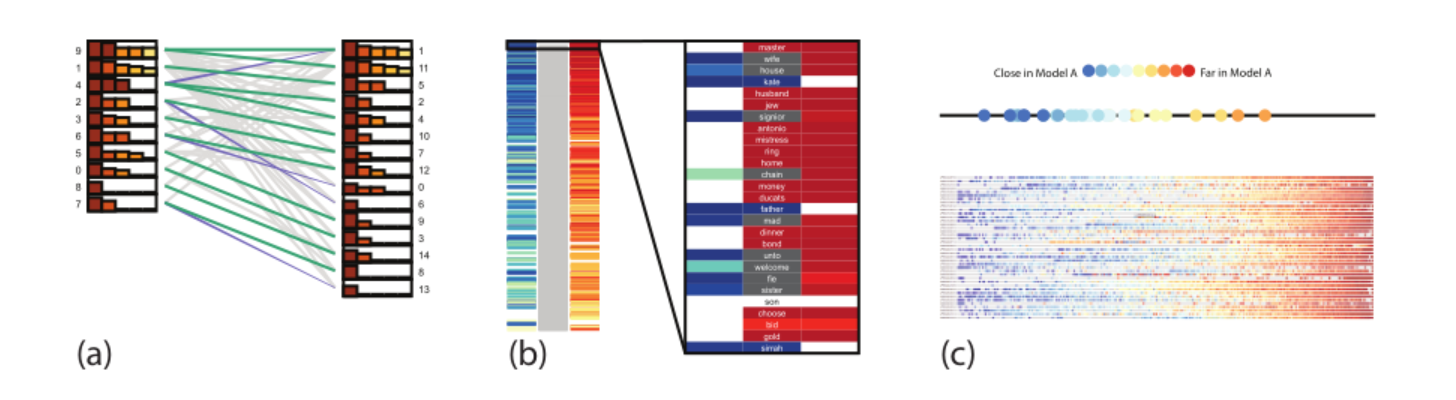 9
1
4
2
3
6
5
0
8
7
1
11
5
2
4
10
7
12
0
6
9
3
14
8
13
(a)
master
wife
house
kate
husband
jew
signior
antonio
mistress
ring
home
chain
money
ducats
father
mad
dinner
bond
unto
welcome
fie
sister
son
choose
bid
gold
sirrah
(b)
Close in Model A Far in Model A
(c)